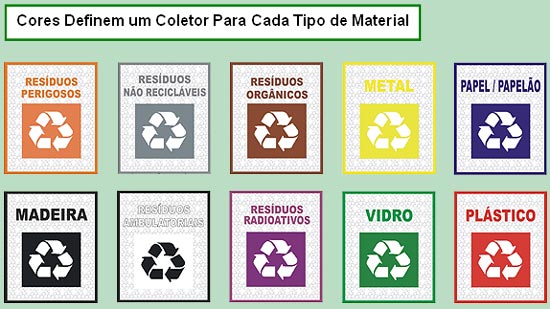 Cores Definem um Coletor Para Cada Tipo de Material
RESÍDUOS
PERIGOSOS
RESÍDUOS
NÃO RECICLÁVEIS
RESÍDUOS
ORGÂNICOS
METAL
PAPEL / PAPELÃO
MADEIRA
RESÍDUOS
AMBULATORIAIS
RESÍDUOS
RADIOATIVOS
VIDRO
PLÁSTICO